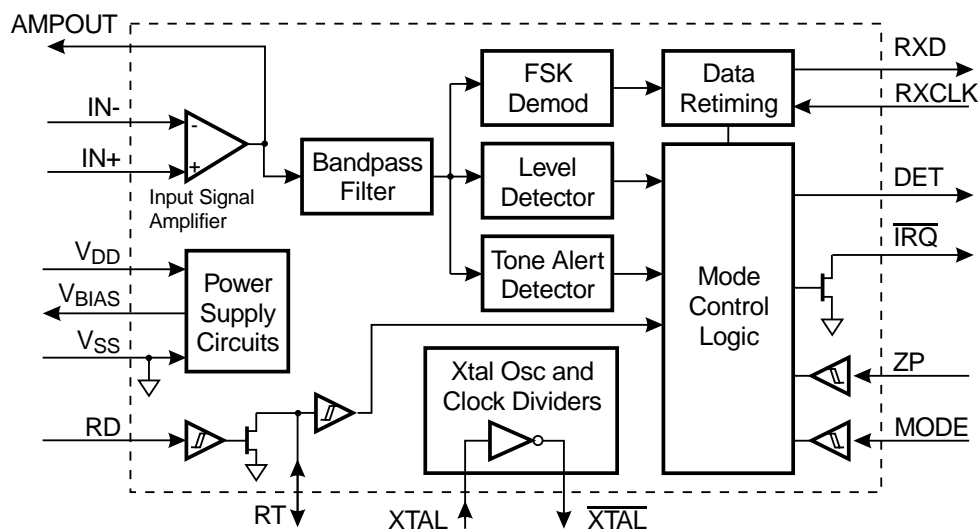 AMPOUT
IN-
IN+
-
+
Input Signal
Amplifier
Bandpass
Filter
FSK
Demod
Level
Detector
Tone Alert
Detector
Data
Retiming
RXD
RXCLK
DET
IRQ
Mode
Control
Logic
ZP
MODE
VDD
VBIAS
VSS
Power
Supply
Circuits
RD
RT
Xtal Osc and
Clock Dividers
XTAL
XTAL